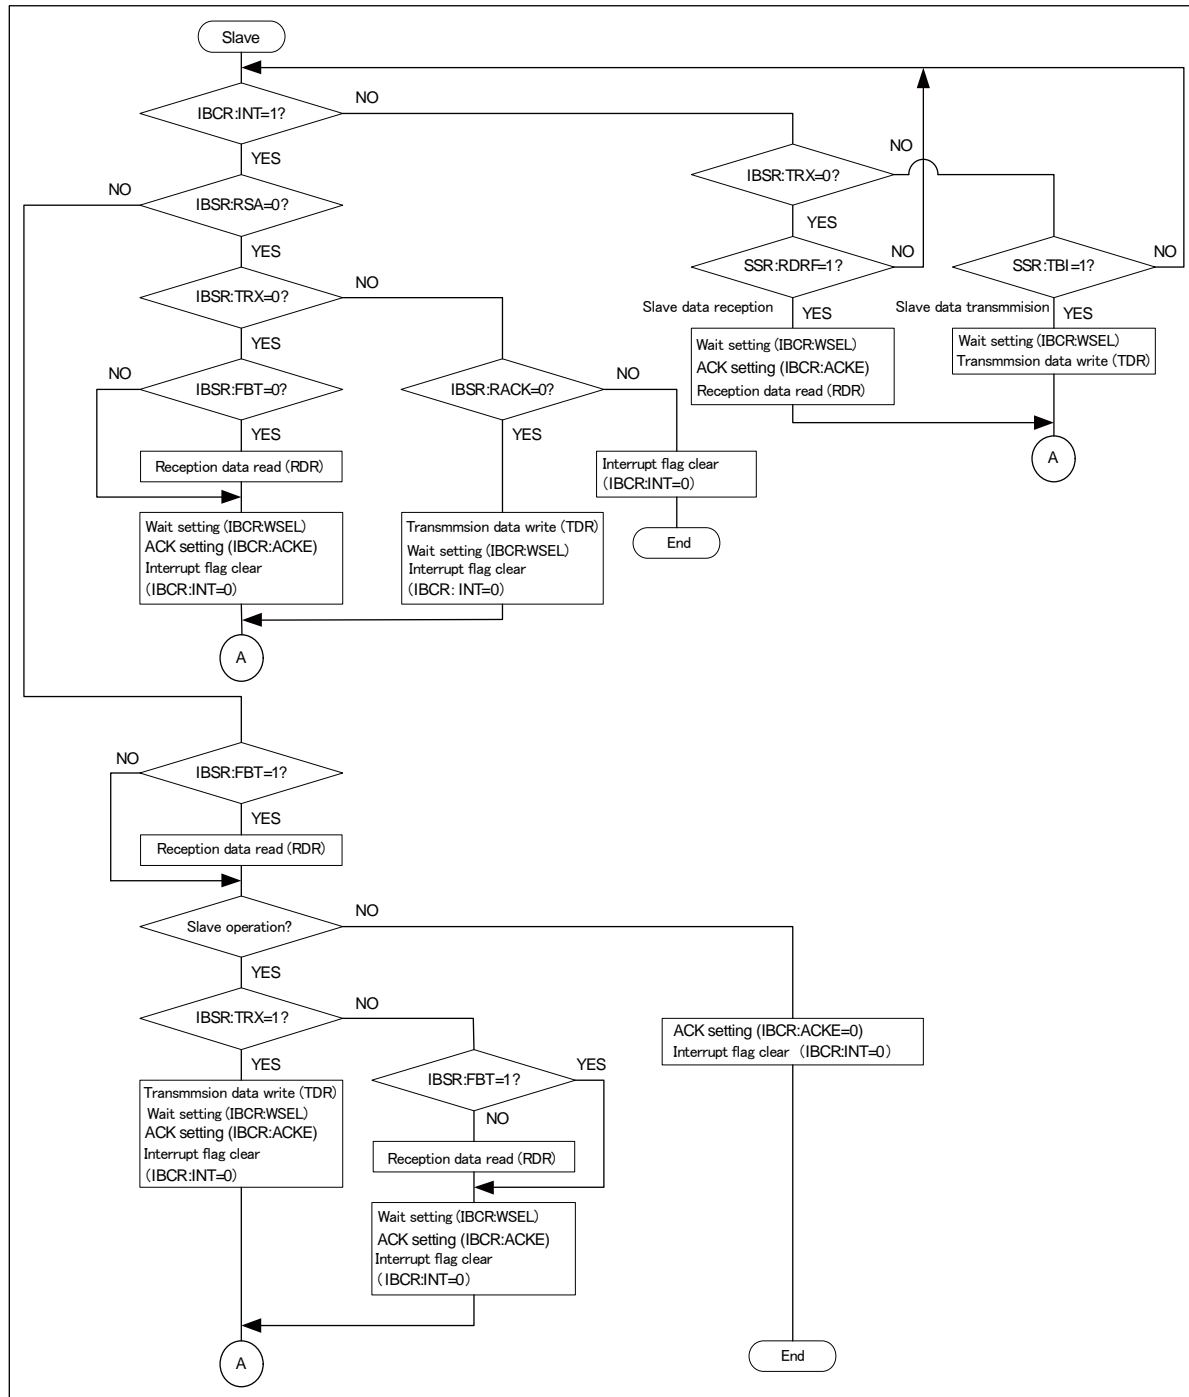 Slave
IBCR:INT=1?
NO
YES
IBSR:TRX=0?
NO
YES
NO
IBSR:RSA=0?
YES
SSR:RDRF=1?
NO
SSR:TBI=1?
NO
IBSR:TRX=0?
NO
YES
Slave data reception
YES
Slave data transmmision
YES
Wait setting (IBCR:WSEL)
ACK setting (IBCR:ACKE)
Reception data read (RDR)
Wait setting (IBCR:WSEL)
Transmmsion data write (TDR)
A
NO
IBSR:FBT=0?
YES
IBSR:RACK=0?
NO
YES
Reception data read (RDR)
Interrupt flag clear
(IBCR:INT=0)
End
Wait setting (IBCR:WSEL)
ACK setting (IBCR:ACKE)
Interrupt flag clear
(IBCR:INT=0)
Transmmsion data write (TDR)
Wait setting (IBCR:WSEL)
Interrupt flag clear
(IBCR: INT=0)
A
NO
IBSR:FBT=1?
YES
Reception data read (RDR)
Slave operation?
NO
YES
IBSR:TRX=1?
NO
YES
ACK setting (IBCR:ACKE=0)
Interrupt flag clear (IBCR:INT=0)
IBSR:FBT=1?
YES
NO
Transmmsion data write (TDR)
Wait setting (IBCR:WSEL)
ACK setting (IBCR:ACKE)
Interrupt flag clear
(IBCR:INT=0)
Reception data read (RDR)
Wait setting (IBCR:WSEL)
ACK setting (IBCR:ACKE)
Interrupt flag clear
(IBCR:INT=0)
A
End